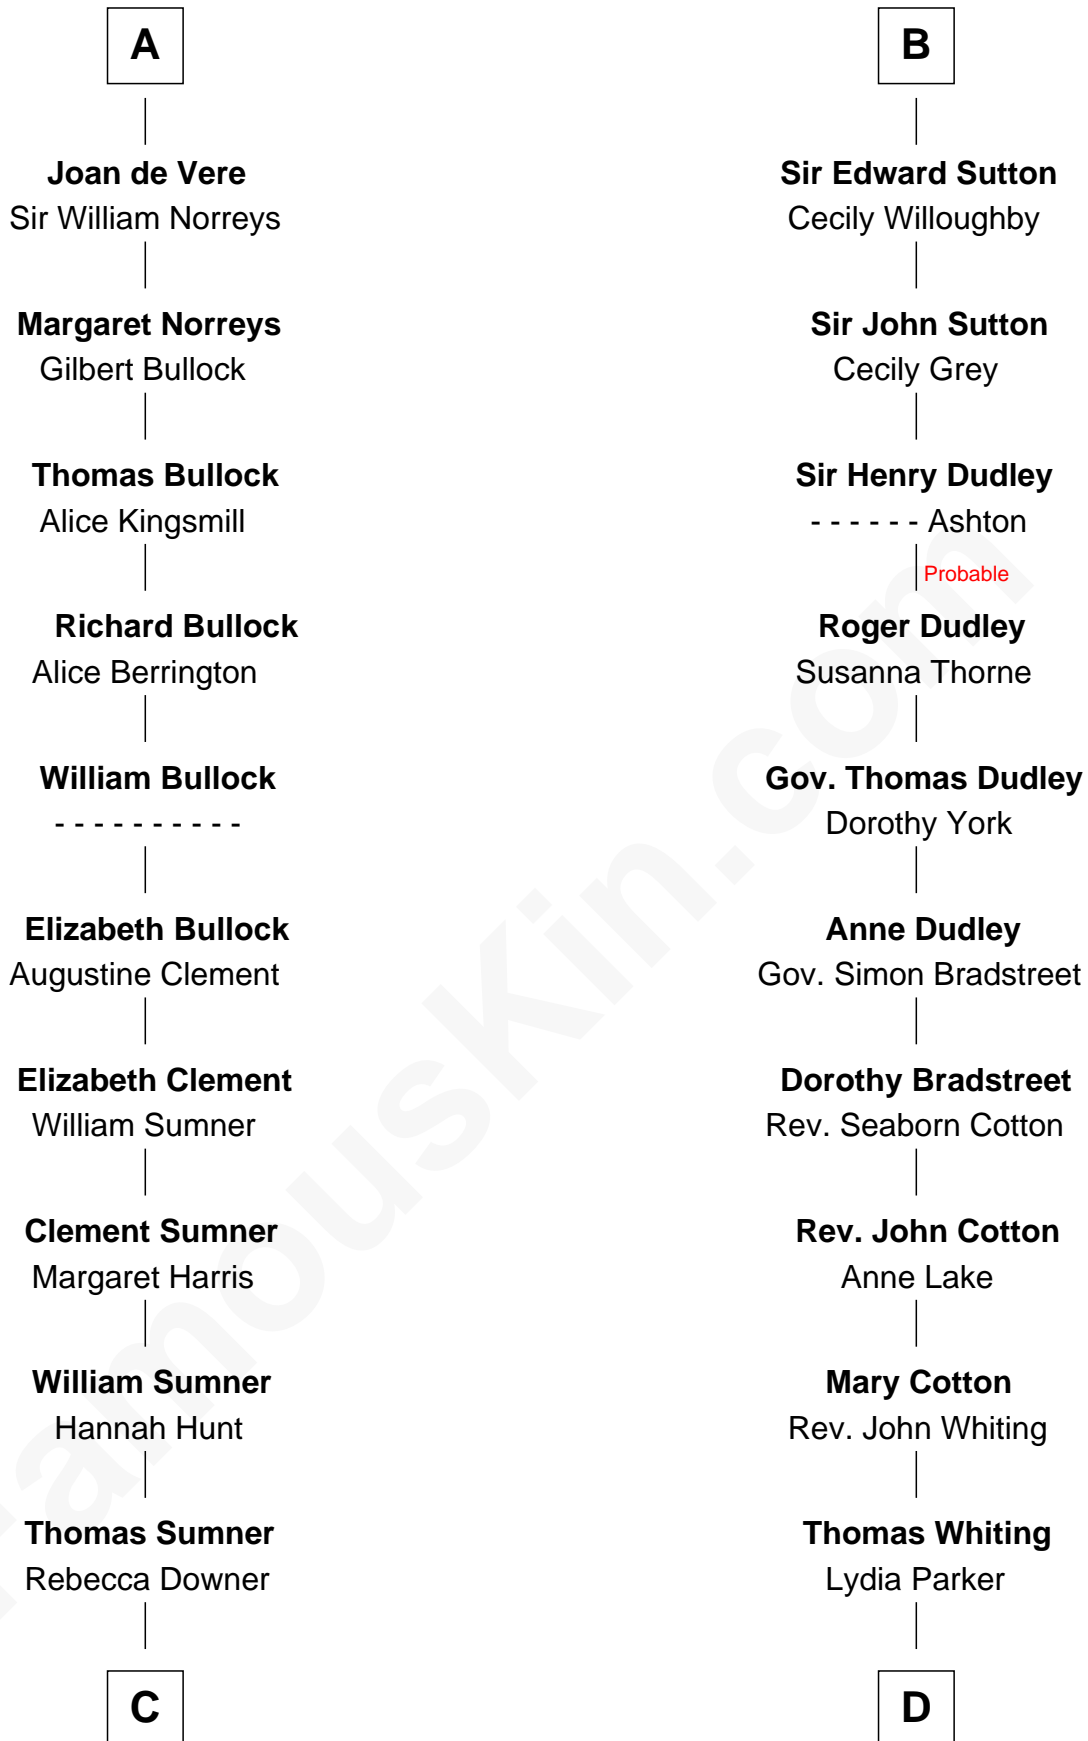 A
Joan de Vere
Sir William Norreys
Margaret Norreys
Gilbert Bullock
Thomas Bullock
Alice Kingsmill
Richard Bullock
Alice Berrington
William Bullock
- - - - - - - - - -
Elizabeth Bullock
Augustine Clement
Elizabeth Clement
William Sumner
Clement Sumner
Margaret Harris
William Sumner
Hannah Hunt
Thomas Sumner
Rebecca Downer
C
B
Sir Edward Sutton
Cecily Willoughby
Sir John Sutton
Cecily Grey
Sir Henry Dudley
- - - - - - Ashton
Probable
Roger Dudley
Susanna Thorne
Gov. Thomas Dudley
Dorothy York
Anne Dudley
Gov. Simon Bradstreet
Dorothy Bradstreet
Rev. Seaborn Cotton
Rev. John Cotton
Anne Lake
Mary Cotton
Rev. John Whiting
Thomas Whiting
Lydia Parker
D
FamousKin.com